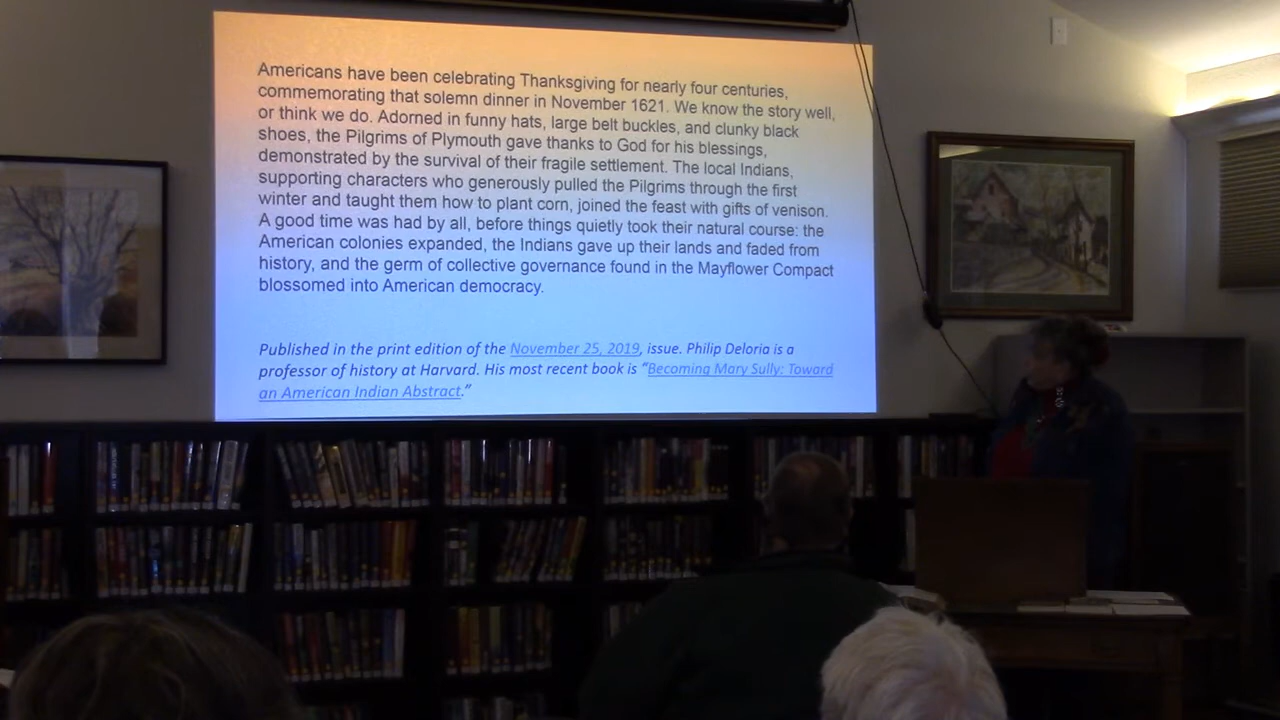 Americans have been celebrating Thanksgiving for nearly four centuries,
commemorating that solemn dinner in November 1621. We know the story well,
or think we do. Adorned in funny hats, large belt buckles, and clunky black
shoes, the Pilgrims of Plymouth gave thanks to God for his blessings,
demonstrated by the survival of their fragile settlement. The local Indians,
supporting characters who generously pulled the Pilgrims through the first
winter and taught them how to plant corn, joined the feast with gifts of venison.
A good time was had by all, before things quietly took their natural course: the
American colonies expanded, the Indians gave up their lands and faded from
history, and the germ of collective governance found in the Mayflower Compact
blossomed into American democracy.
Published in the print edition of the November 25, 2019, issue. Philip Deloria is a
professor of history at Harvard. His most recent book is “Becoming Mary Sully: Toward
an American Indian Abstract.”